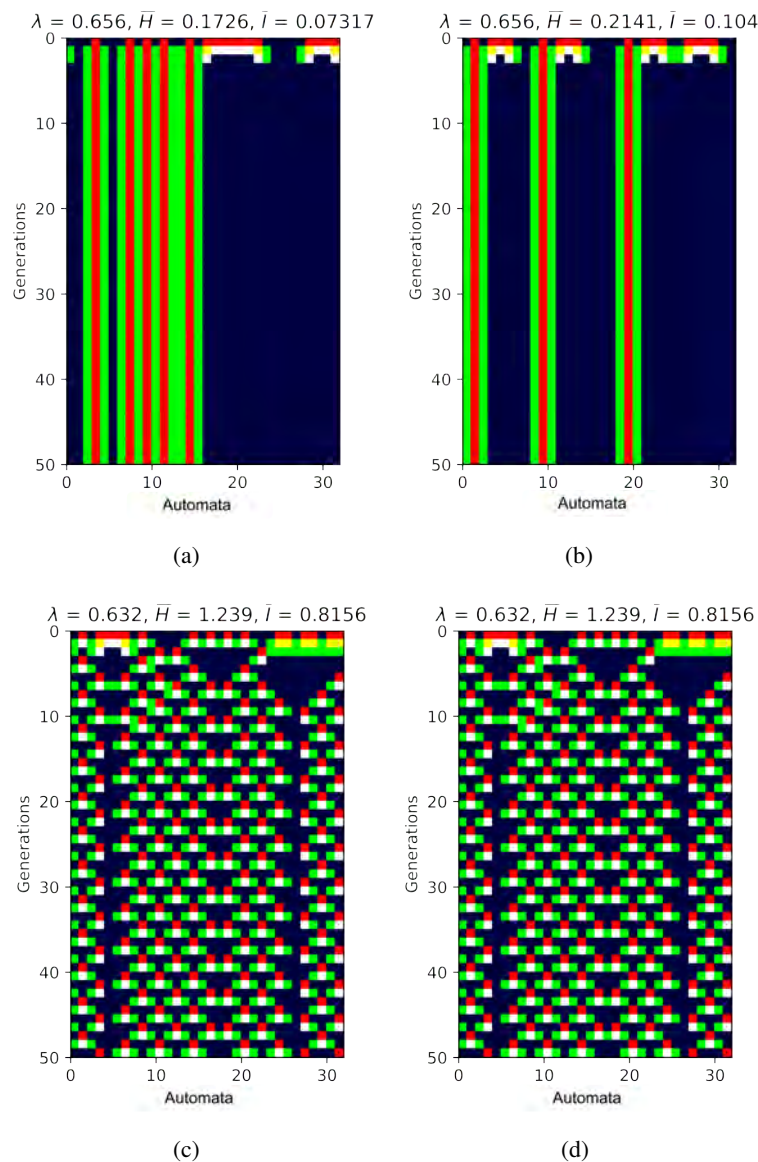 λ = 0.656, H̅ = 0.1726, Ī = 0.07317
λ = 0.656, H̅ = 0.2141, Ī = 0.104
0
10
20
30
40
50
Generations
0 10 20 30
Automata
(a)
0
10
20
30
40
50
Generations
0 10 20 30
Automata
(b)
λ = 0.632, H̅ = 1.239, Ī = 0.8156
λ = 0.632, H̅ = 1.239, Ī = 0.8156
0
10
20
30
40
50
Generations
0 10 20 30
Automata
(c)
0
10
20
30
40
50
Generations
0 10 20 30
Automata
(d)